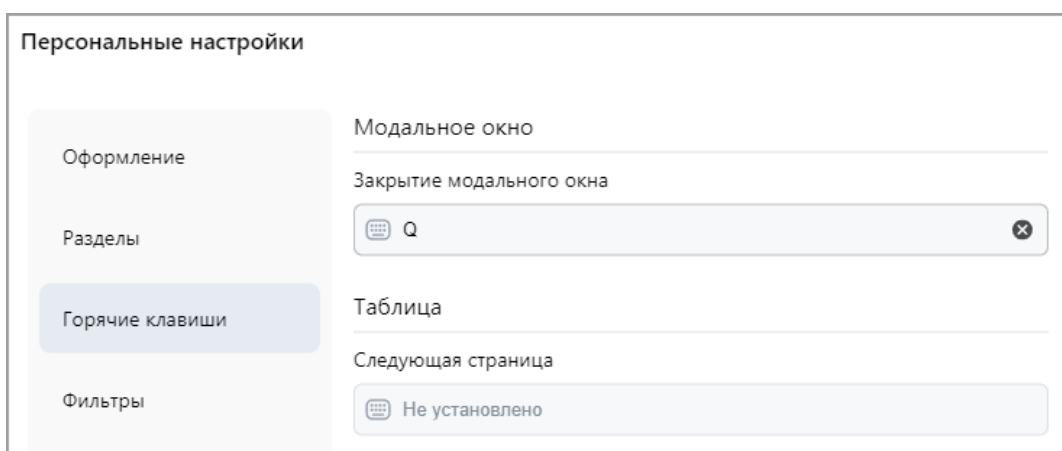 Персональные настройки
Оформление
Разделы
Горячие клавиши
Фильтры
Модальное окно
Закрытие модального окна
Q
Таблица
Следующая страница
Не установлено